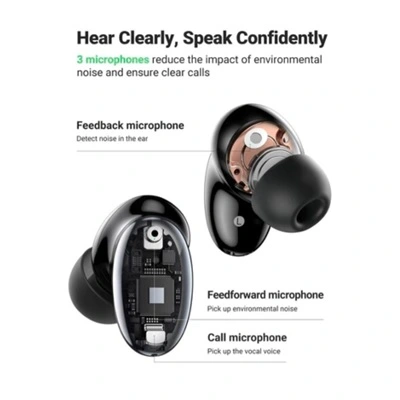 Hear Clearly, Speak Confidently
3 microphones reduce the impact of environmental
noise and ensure clear calls
Feedback microphone
Detect noise in the ear
L
Feedforward microphone
Pick up environmental noise
Call microphone
Pick up the vocal voice